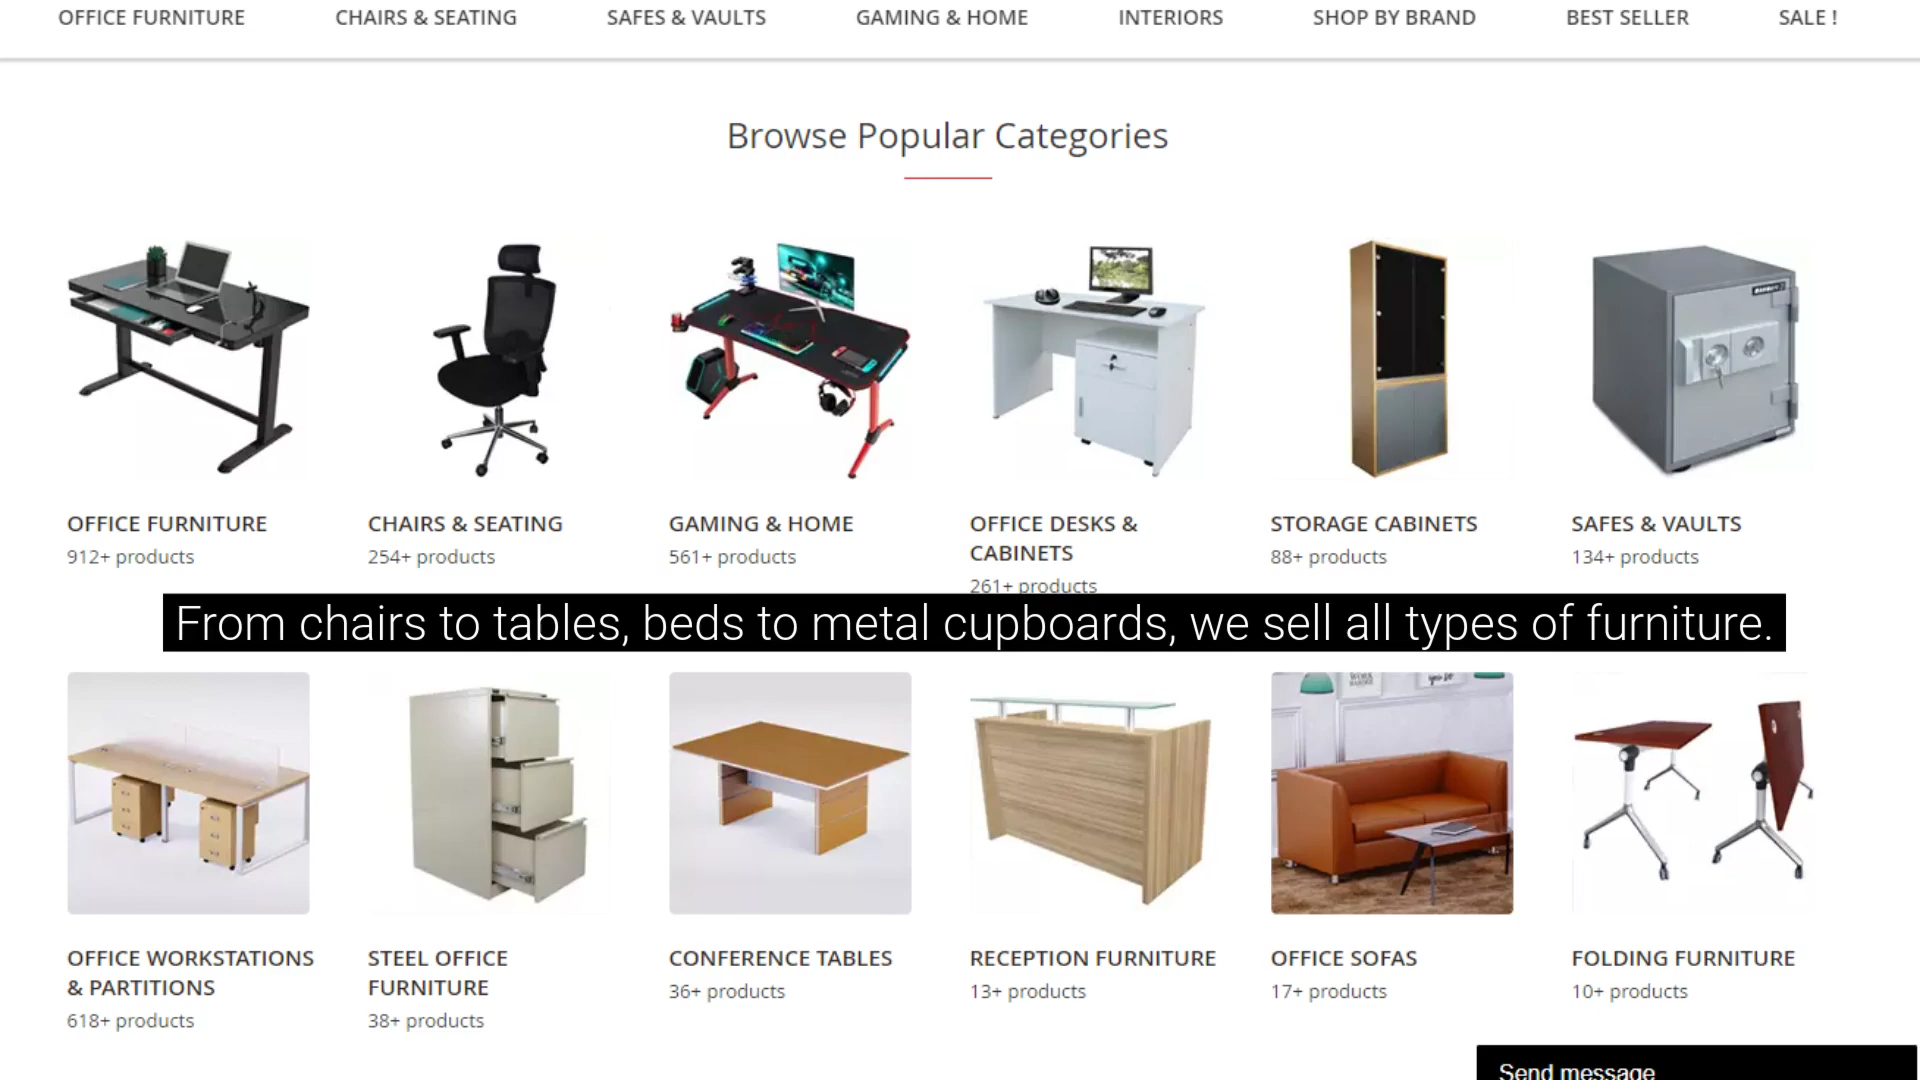 OFFICE FURNITURE CHAIRS & SEATING SAFES & VAULTS GAMING & HOME INTERIORS SHOP BY BRAND BEST SELLER SALE !
Browse Popular Categories
OFFICE FURNITURE
912+ products
CHAIRS & SEATING
254+ products
GAMING & HOME
561+ products
OFFICE DESKS &
CABINETS
261+ products
STORAGE CABINETS
88+ products
SAFES & VAULTS
134+ products
From chairs to tables, beds to metal cupboards, we sell all types of furniture.
OFFICE WORKSTATIONS
& PARTITIONS
618+ products
STEEL OFFICE
FURNITURE
38+ products
CONFERENCE TABLES
36+ products
RECEPTION FURNITURE
13+ products
OFFICE SOFAS
17+ products
FOLDING FURNITURE
10+ products
Send message